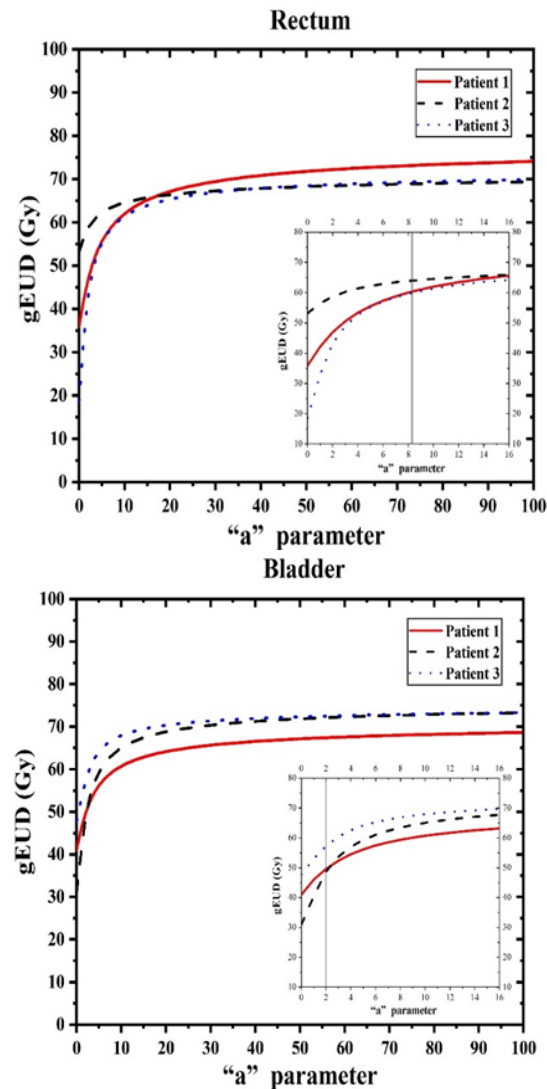 Rectum
100
90
80
70
60
50
40
30
20
10
0
gEUD (Gy)
Patient 1
Patient 2
Patient 3
0 2 4 6 8 10 12 14 16
80 80
70 70
60 60
50 50
40 40
30 30
20 20
10 10
gEUD (Gy)
0 2 4 6 8 10 12 14 16
“a” parameter
0 10 20 30 40 50 60 70 80 90 100
“a” parameter
Bladder
100
90
80
70
60
50
40
30
20
10
0
gEUD (Gy)
Patient 1
Patient 2
Patient 3
0 2 4 6 8 10 12 14 16
80 80
70 70
60 60
50 50
40 40
30 30
20 20
10 10
gEUD (Gy)
0 2 4 6 8 10 12 14 16
“a” parameter
0 10 20 30 40 50 60 70 80 90 100
“a” parameter